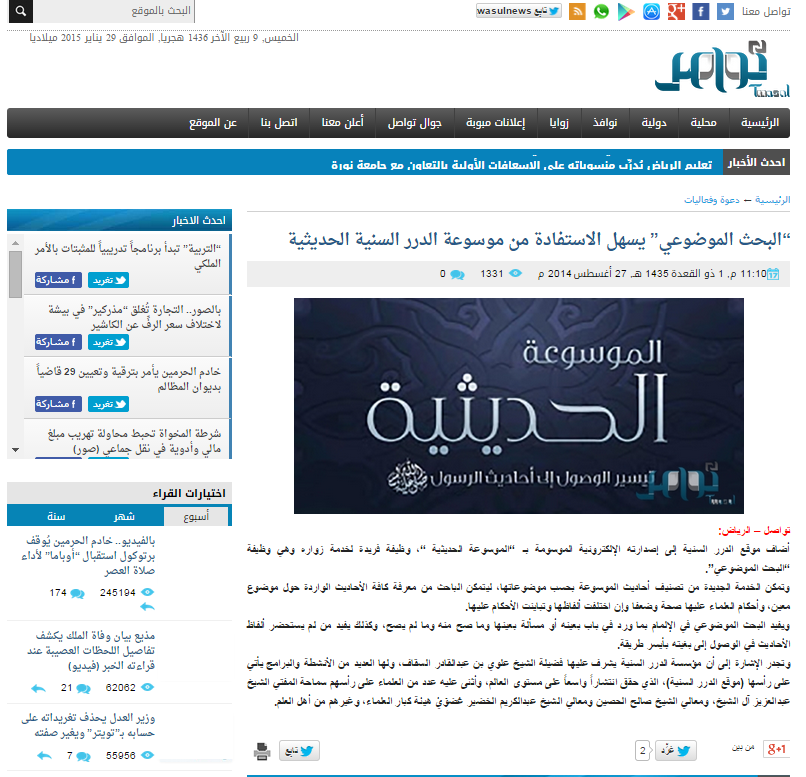 تواصل معنا
تابع wasulnews
البحث بالموقع
الخميس, 9 ربيع الآخر 1436 هجريا, الموافق 29 يناير 2015 ميلاديا
تواصل
Twasul
الرئيسية محلية دولية نوافذ زوايا إعلانات مبوبة جوال تواصل أعلن معنا اتصل بنا عن الموقع
احدث الأخبار
تعليم الرياض يُدرّب منسوباته على الإسعافات الأولية بالتعاون مع جامعة نورة
الرئيسية ← دعوة وفعاليات
“البحث الموضوعي” يسهل الاستفادة من موسوعة الدرر السنية الحديثية
11:10 م, 1 ذو القعدة 1435 هـ, 27 أغسطس 2014 م 1331 0
الموسوعة
الحديثية
تيسير الوصول إلى أحاديث الرسول ﷺ
تواصل
تواصل – الرياض:
أضاف موقع الدرر السنية إلى إصدارته الإلكترونية الموسومة بـ “الموسوعة الحديثية “، وظيفة فريدة لخدمة زواره وهي وظيفة
“البحث الموضوعي”.
وتمكن الخدمة الجديدة من تصنيف أحاديث الموسوعة بحسب موضوعاتها، ليتمكن الباحث من معرفة كافة الأحاديث الواردة حول موضوع
معين، وأحكام العلماء عليها صحة وضعفا وإن اختلفت ألفاظها وتباينت الأحكام عليها.
ويفيد البحث الموضوعي في الإلمام بما ورد في باب بعينه أو مسألة بعينها وما صح منه وما لم يصح، وكذلك يفيد من لم يستحضر ألفاظ
الأحاديث في الوصول إلى بغيته بأيسر طريقة.
وتجدر الإشارة إلى أن مؤسسة الدرر السنية يشرف عليها فضيلة الشيخ علوي بن عبدالقادر السقاف، ولها العديد من الأنشطة والبرامج يأتي
على رأسها (موقع الدرر السنية)، الذي حقق انتشاراً واسعاً على مستوى العالم، وأثنى عليه عدد من العلماء على رأسهم سماحة المفتي الشيخ
عبدالعزيز آل الشيخ، ومعالي الشيخ صالح الحصين ومعالي الشيخ عبدالكريم الخضير عُضوَيْ هيئة كبار العلماء، وغيرهم من أهل العلم.
g+1 من بين
غرِّد 2
تابع
احدث الاخبار
“التربية” تبدأ برنامجاً تدريبياً للمثبتات بالأمر
الملكي
تغريد مشاركة
بالصور.. التجارة تُغلق “مذركير” في بيشة
لاختلاف سعر الرفّ عن الكاشير
تغريد مشاركة
خادم الحرمين يأمر بترقية وتعيين 29 قاضياً
بديوان المظالم
تغريد مشاركة
شرطة المخواة تحبط محاولة تهريب مبلغ
مالي وأدوية في نقل جماعي (صور)
اختيارات القراء
أسبوع شهر سنة
بالفيديو.. خادم الحرمين يُوقف
برتوكول استقبال “أوباما” لأداء
صلاة العصر
245194 174
مذيع بيان وفاة الملك يكشف
تفاصيل اللحظات العصيبة عند
قراءته الخبر (فيديو)
62062 21
وزير العدل يحذف تغريداته على
حسابه بـ”تويتر” ويغير صفته
55956 7